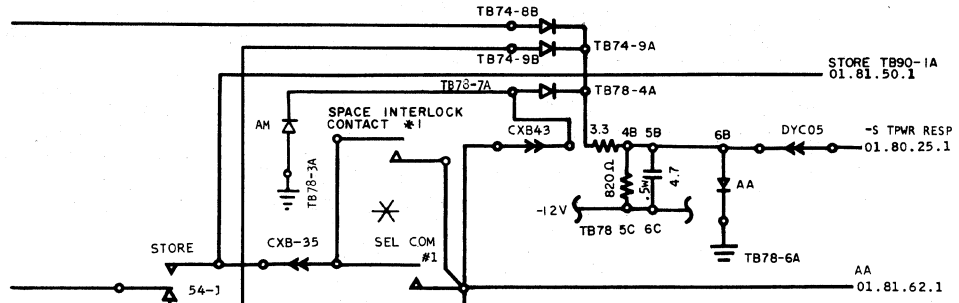 TB74-8B
TB74-9A
TB74-9B
STORE TB90-1A
01.81.50.1
TB78-7A
TB78-4A
SPACE INTERLOCK
CONTACT *1
AM
CXB43
3.3
4B
5B
6B
DYC05
-S TPWR RESP
01.80.25.1
TB78-3A
820Ω
.5W
4.7
AA
-12V
TB78
5C
6C
STORE
CXB-35
SEL COM
#1
TB78-6A
54-J
AA
01.81.62.1